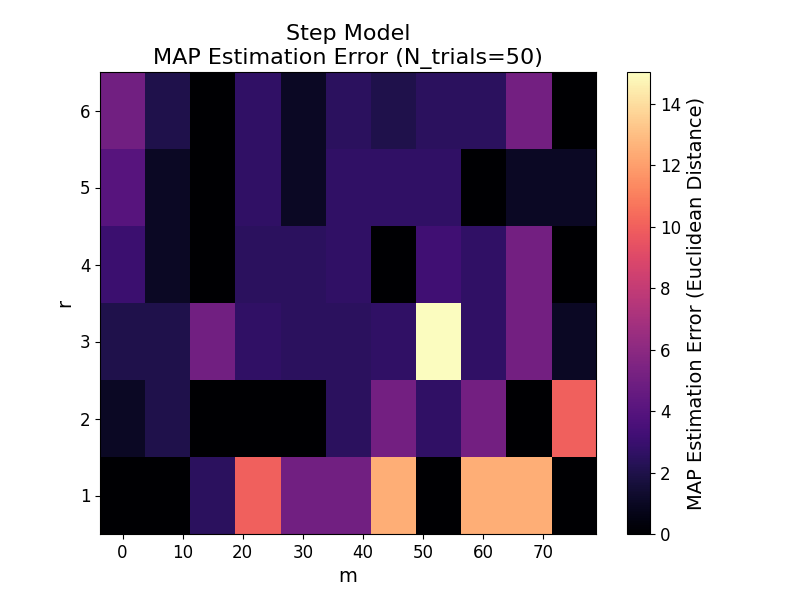 Step Model
MAP Estimation Error (N_trials=50)
6
5
4
3
2
1
r
0 10 20 30 40 50 60 70
m
14
12
10
8
6
4
2
0
MAP Estimation Error (Euclidean Distance)